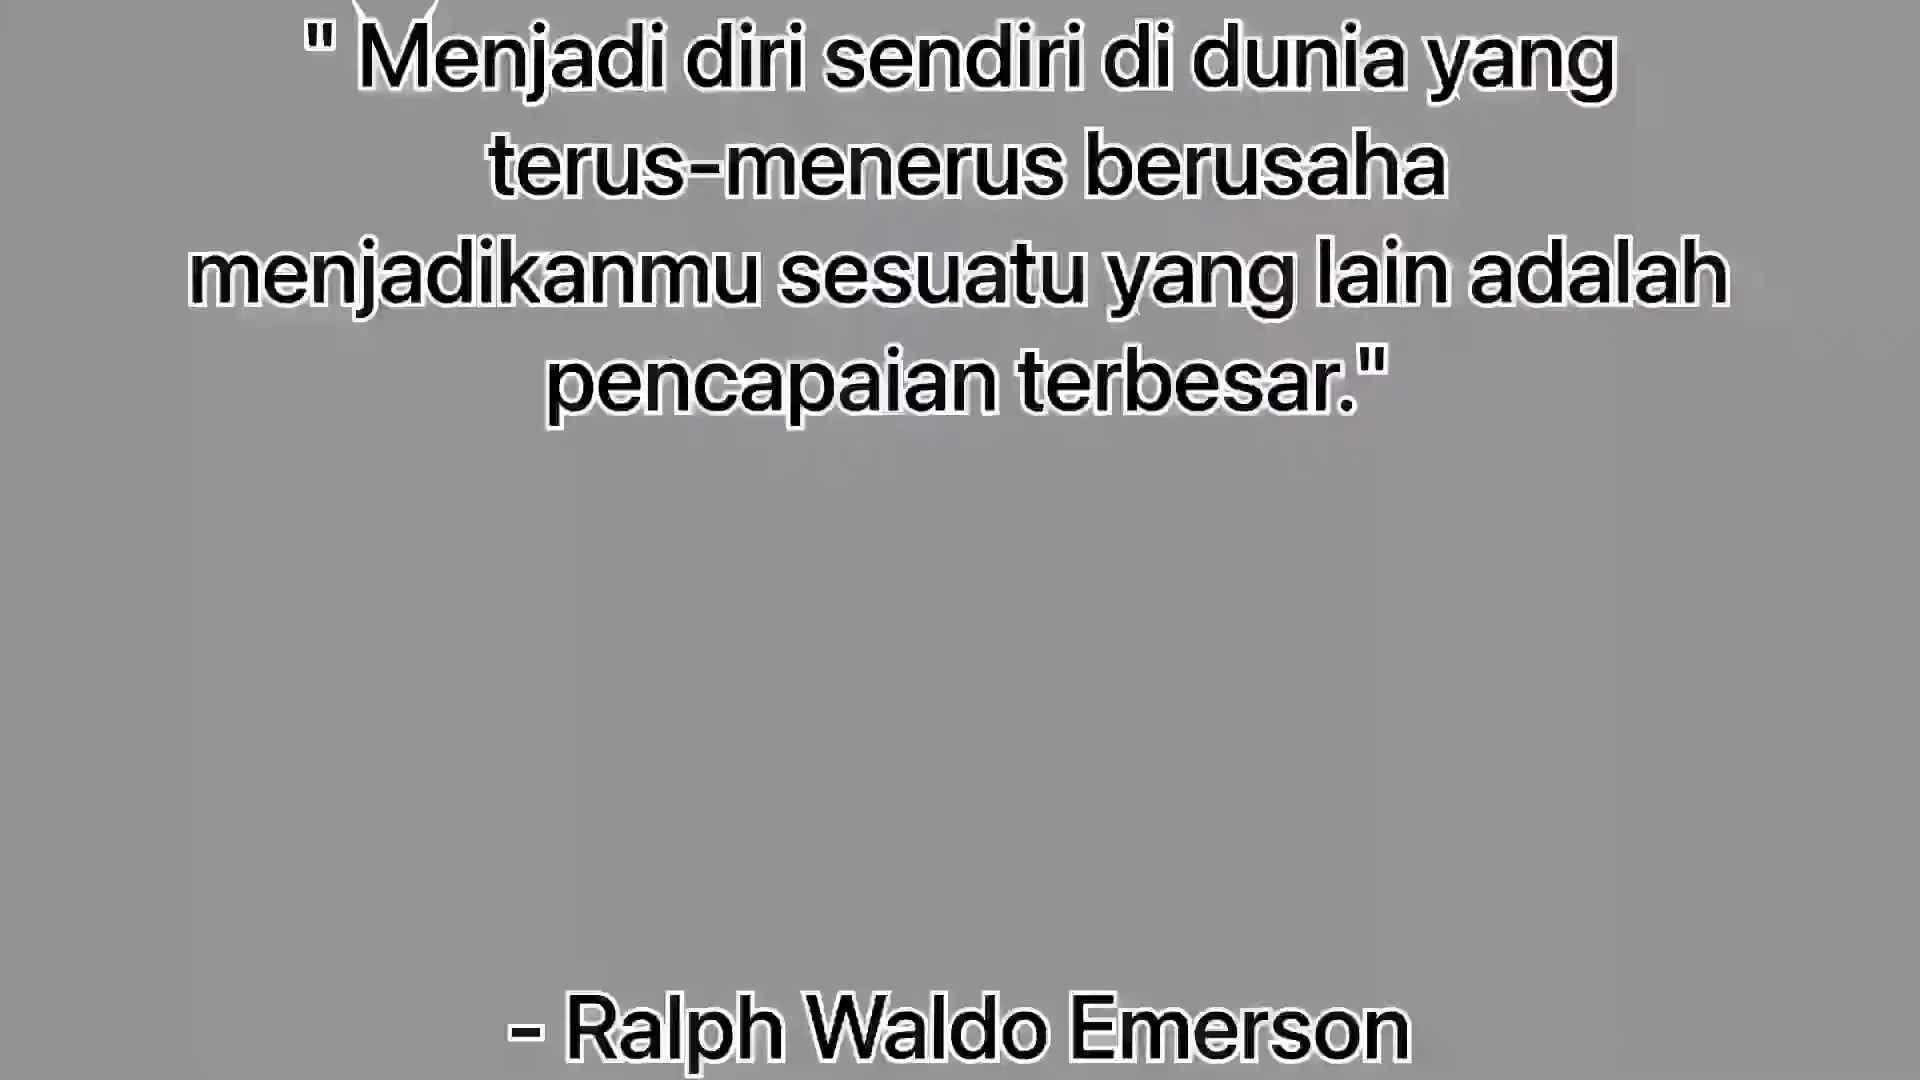 " Menjadi diri sendiri di dunia yang
terus-menerus berusaha
menjadikanmu sesuatu yang lain adalah
pencapaian terbesar."
- Ralph Waldo Emerson